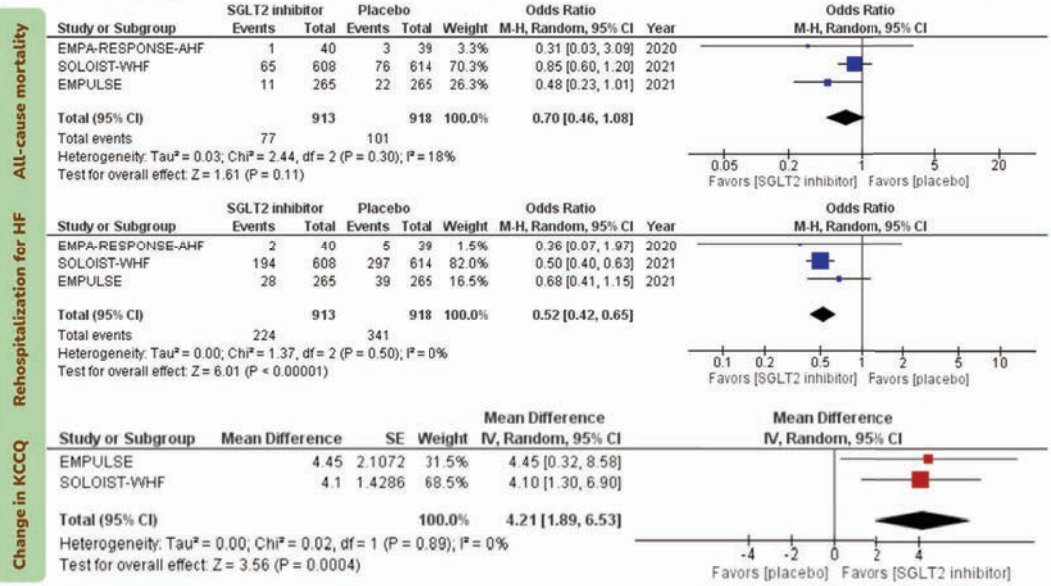 All-cause mortality
SGLT2 inhibitor Placebo Odds Ratio Odds Ratio
Study or Subgroup Events Total Events Total Weight M-H, Random, 95% CI Year M-H, Random, 95% CI
EMPA-RESPONSE-AHF 1 40 3 39 3.3% 0.31 [0.03, 3.09] 2020
SOLOIST-WHF 65 608 76 614 70.3% 0.85 [0.60, 1.20] 2021
EMPULSE 11 265 22 265 26.3% 0.48 [0.23, 1.01] 2021
Total (95% CI) 913 918 100.0% 0.70 [0.46, 1.08]
Total events 77 101
Heterogeneity: Tau² = 0.03; Chi² = 2.44, df = 2 (P = 0.30); I² = 18%
Test for overall effect: Z = 1.61 (P = 0.11)
0.05 0.2 1 5 20
Favors [SGLT2 inhibitor] Favors [placebo]
Rehospitalization for HF
SGLT2 inhibitor Placebo Odds Ratio Odds Ratio
Study or Subgroup Events Total Events Total Weight M-H, Random, 95% CI Year M-H, Random, 95% CI
EMPA-RESPONSE-AHF 2 40 5 39 1.5% 0.36 [0.07, 1.97] 2020
SOLOIST-WHF 194 608 297 614 82.0% 0.50 [0.40, 0.63] 2021
EMPULSE 28 265 39 265 16.5% 0.68 [0.41, 1.15] 2021
Total (95% CI) 913 918 100.0% 0.52 [0.42, 0.65]
Total events 224 341
Heterogeneity: Tau² = 0.00; Chi² = 1.37, df = 2 (P = 0.50); I² = 0%
Test for overall effect: Z = 6.01 (P < 0.00001)
0.1 0.2 0.5 1 2 5 10
Favors [SGLT2 inhibitor] Favors [placebo]
Change in KCCQ
Mean Difference Mean Difference
Study or Subgroup Mean Difference SE Weight IV, Random, 95% CI IV, Random, 95% CI
EMPULSE 4.45 2.1072 31.5% 4.45 [0.32, 8.58]
SOLOIST-WHF 4.1 1.4286 68.5% 4.10 [1.30, 6.90]
Total (95% CI) 100.0% 4.21 [1.89, 6.53]
Heterogeneity: Tau² = 0.00; Chi² = 0.02, df = 1 (P = 0.89); I² = 0%
Test for overall effect: Z = 3.56 (P = 0.0004)
-4 -2 0 2 4
Favors [placebo] Favors [SGLT2 inhibitor]